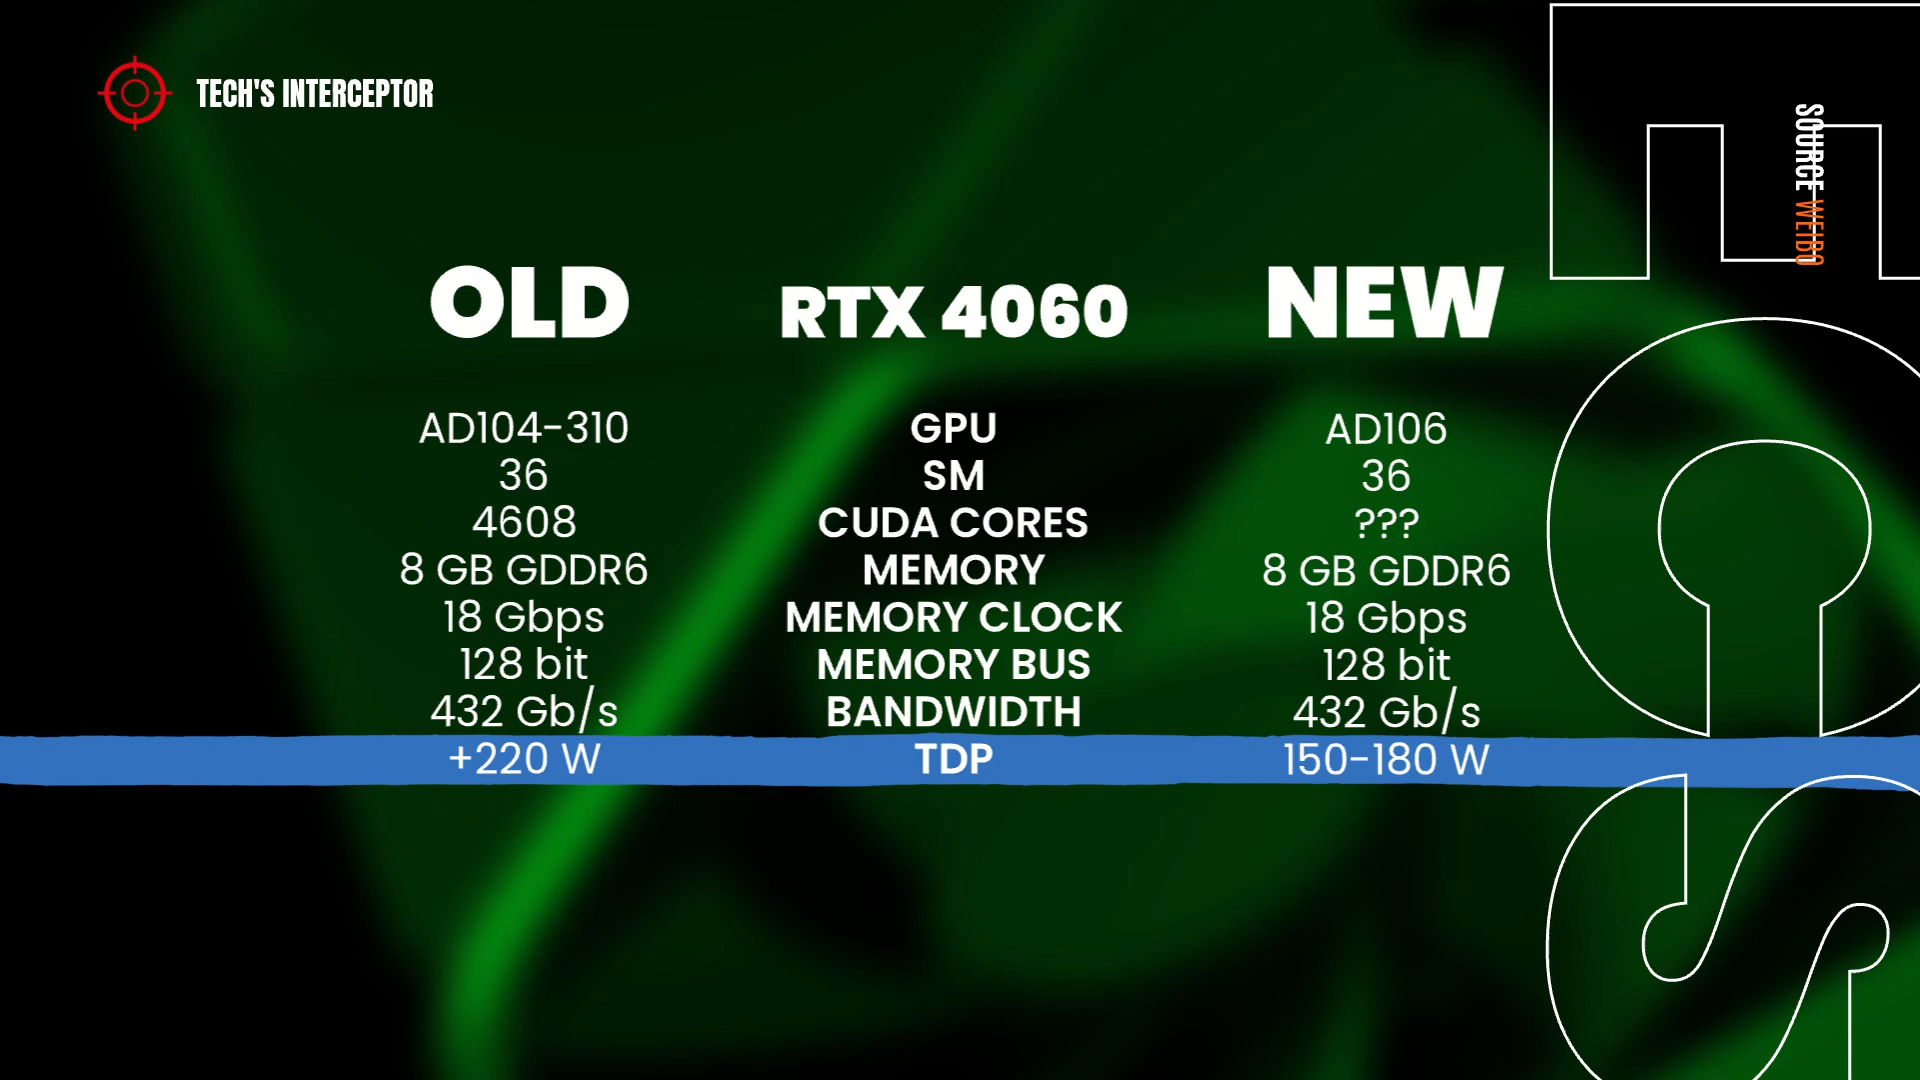 TECH'S INTERCEPTOR
SOURCE WEIBO
OLD RTX 4060 NEW
AD104-310 GPU AD106
36 SM 36
4608 CUDA CORES ???
8 GB GDDR6 MEMORY 8 GB GDDR6
18 Gbps MEMORY CLOCK 18 Gbps
128 bit MEMORY BUS 128 bit
432 Gb/s BANDWIDTH 432 Gb/s
+220 W TDP 150-180 W